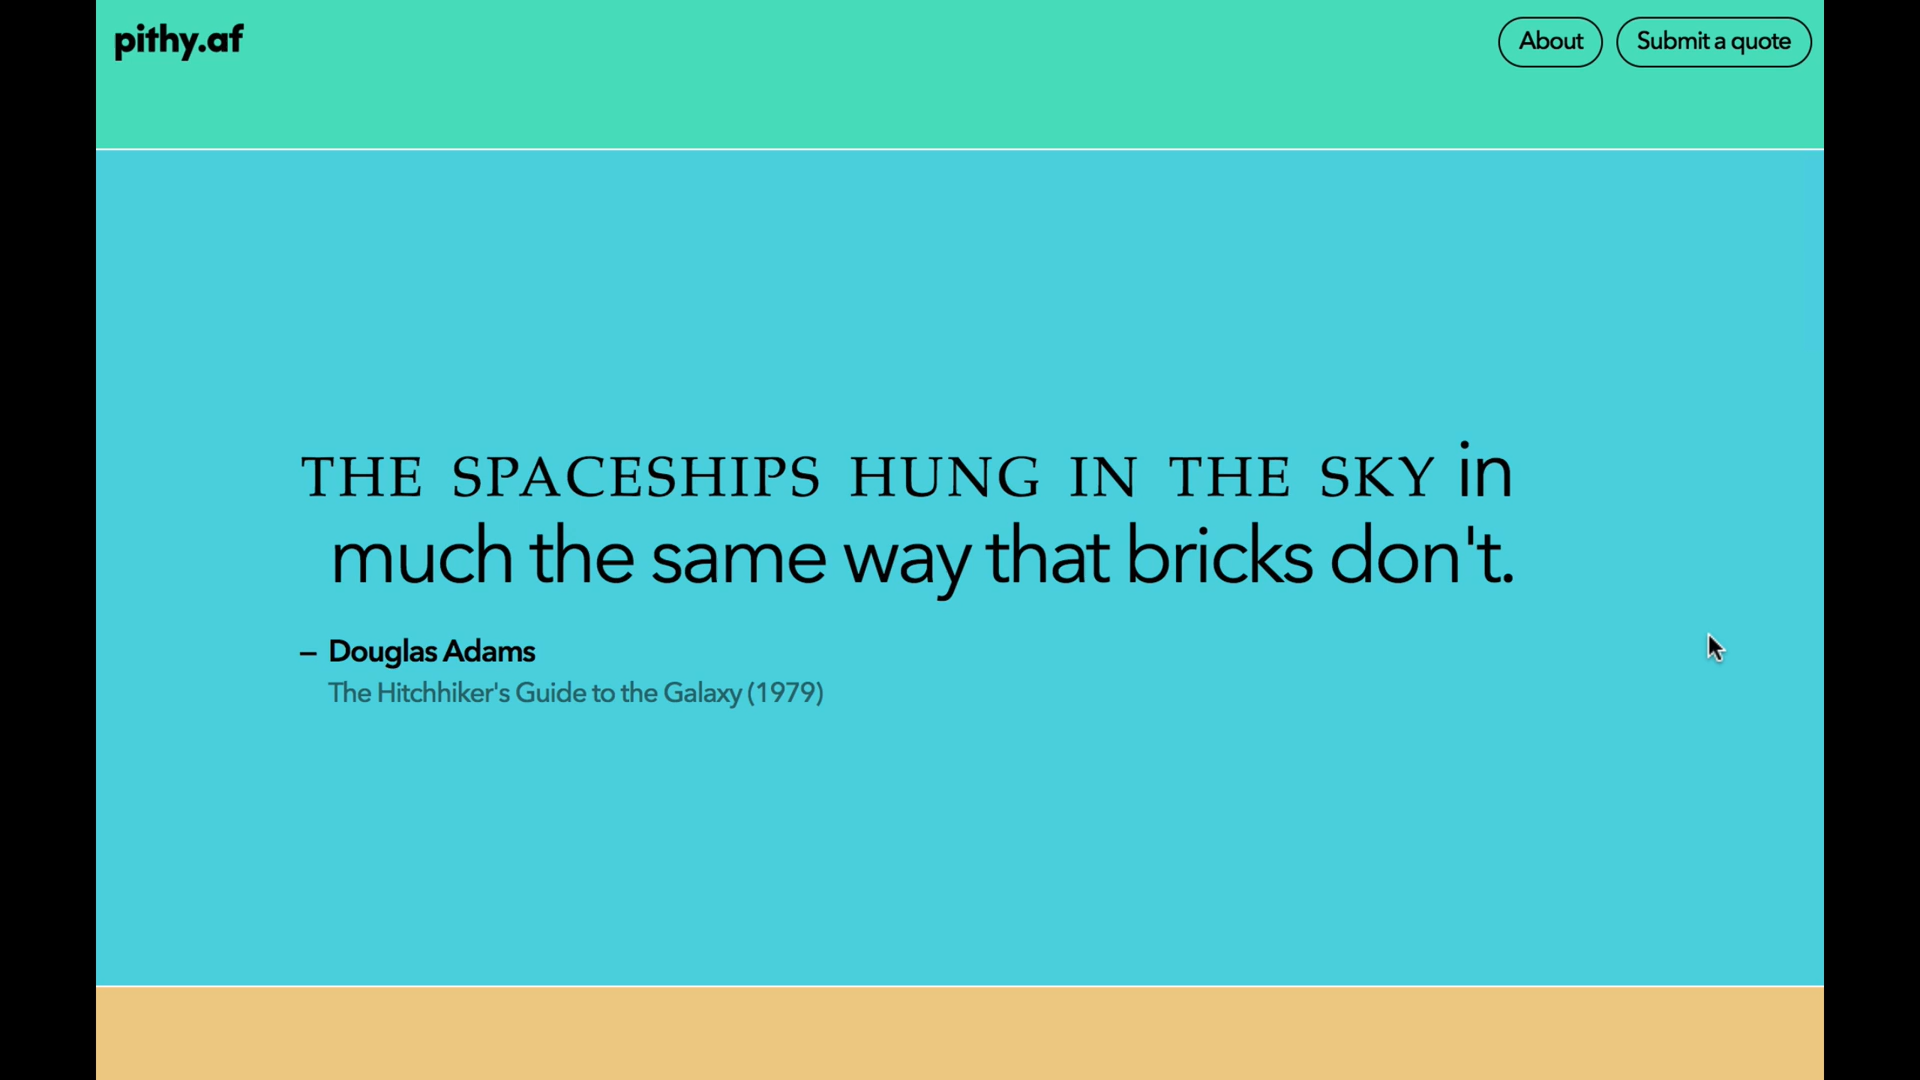 pithy.af
About
Submit a quote
THE SPACESHIPS HUNG IN THE SKY in
much the same way that bricks don't.
– Douglas Adams
The Hitchhiker's Guide to the Galaxy (1979)